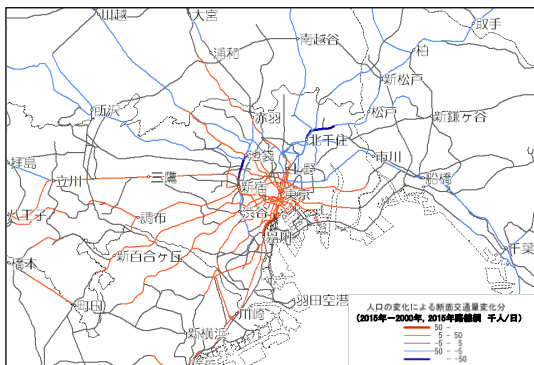 川越
大宮
取手
南越谷
浦和
柏
新松戸
所沢
赤羽
松戸
新鎌ヶ谷
北千住
池袋
市川
拝島
上野
立川
三鷹
船橋
新宿
東京
八王子
渋谷
調布
品川
千葉
新百合ヶ丘
橋本
町田
羽田空港
川崎
新横浜
横浜
人口の変化による断面交通量変化分
(2015年－2000年, 2015年路線網 千人/日)
5 - 50
-5 - 5
-50 - -5
- -50